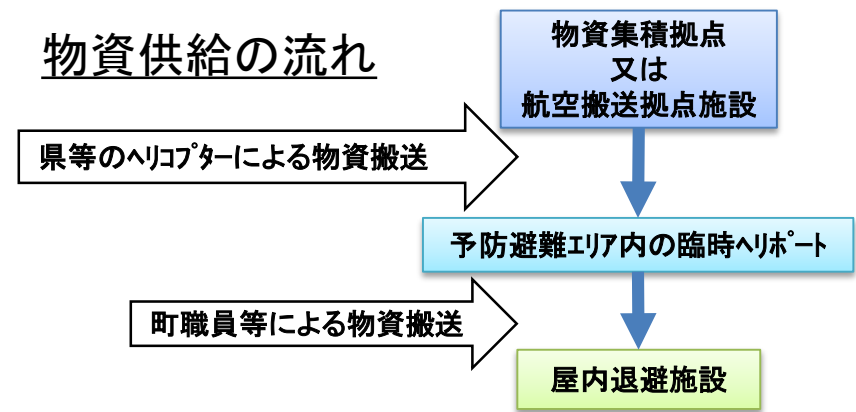 物資供給の流れ
物資集積拠点
又は
航空搬送拠点施設
県等のﾍﾘｺﾌﾟﾀｰによる物資搬送
予防避難ｴﾘｱ内の臨時ﾍﾘﾎﾟｰﾄ
町職員等による物資搬送
屋内退避施設